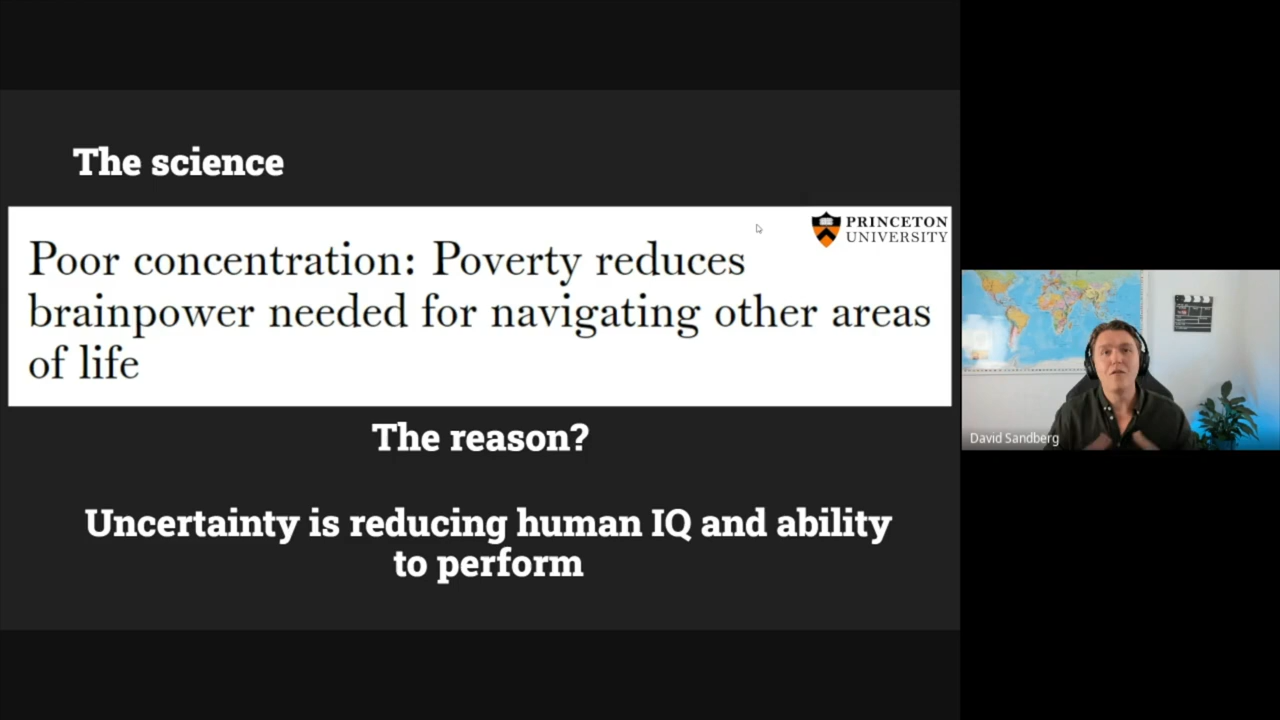 The science
PRINCETON
UNIVERSITY
Poor concentration: Poverty reduces
brainpower needed for navigating other areas
of life
The reason?
Uncertainty is reducing human IQ and ability
to perform
David Sandberg